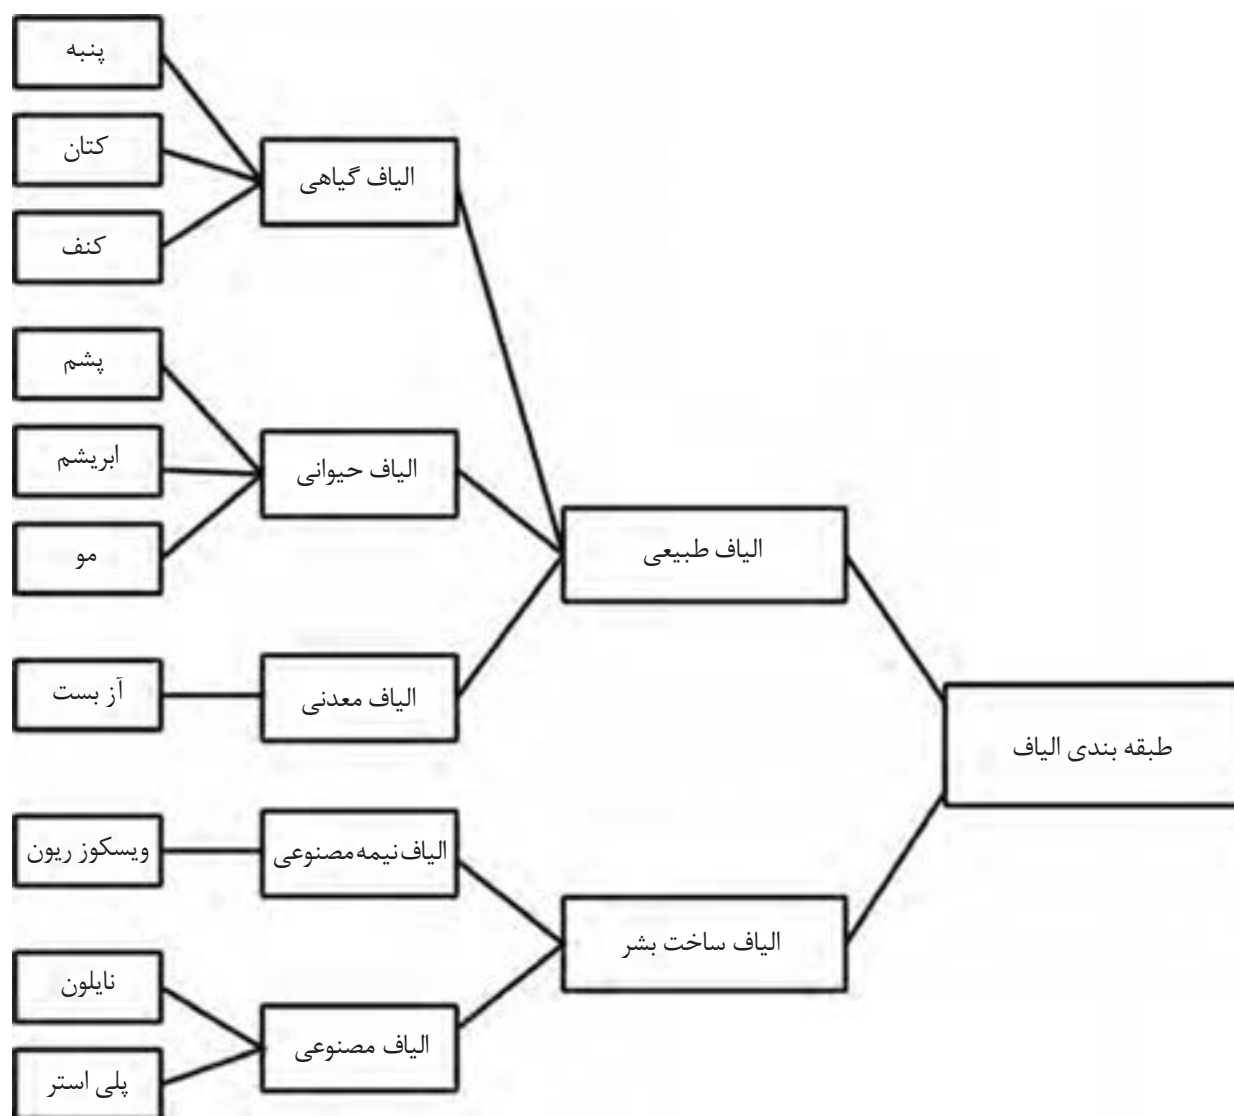 طبقه بندی الیاف
الیاف طبیعی
الیاف گیاهی
پنبه
کتان
کنف
الیاف حیوانی
پشم
ابریشم
مو
الیاف معدنی
آز بست
الیاف ساخت بشر
الیاف نیمه مصنوعی
ویسکوز ریون
الیاف مصنوعی
نایلون
پلی استر